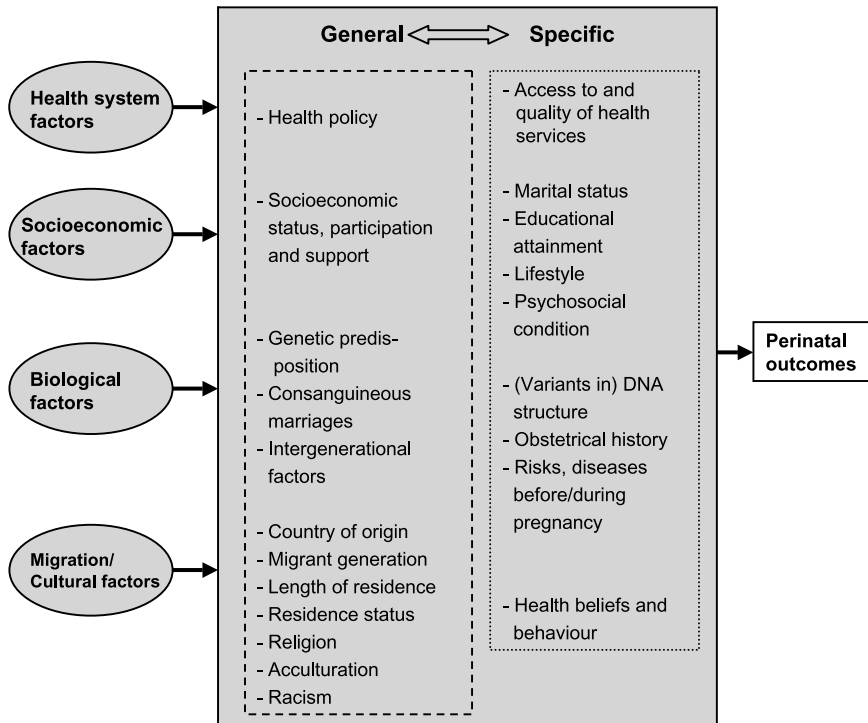 General Specific
Health system
factors
- Health policy
- Access to and
quality of health
services
Socioeconomic
factors
- Socioeconomic
status, participation
and support
- Marital status
- Educational
attainment
- Lifestyle
- Psychosocial
condition
Biological
factors
- Genetic predis-
position
- Consanguineous
marriages
- Intergenerational
factors
- (Variants in) DNA
structure
- Obstetrical history
- Risks, diseases
before/during
pregnancy
Migration/
Cultural factors
- Country of origin
- Migrant generation
- Length of residence
- Residence status
- Religion
- Acculturation
- Racism
- Health beliefs and
behaviour
Perinatal
outcomes